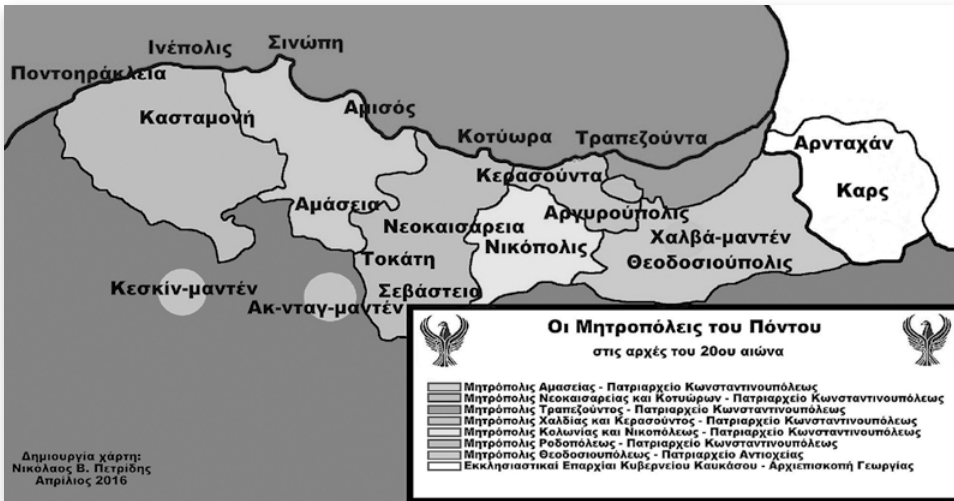 Ποντοηράκλεια
Ινέπολις
Σινώπη
Κασταμονή
Αμισός
Κοτύωρα
Τραπεζούντα
Αρνταχάν
Καρς
Κερασούντα
Αμάσεια
Νεοκαισάρεια
Αργυρούπολις
Νικόπολις
Χαλβά-μαντέν
Θεοδοσιούπολις
Τοκάτη
Κεσκίν-μαντέν
Ακ-νταγ-μαντέν
Σεβάστεια
Οι Μητροπόλεις του Πόντου
στις αρχές του 20ου αιώνα
Μητρόπολις Αμασείας - Πατριαρχείο Κωνσταντινουπόλεως
Μητρόπολις Νεοκαισαρείας και Κοτυώρων - Πατριαρχείο Κωνσταντινουπόλεως
Μητρόπολις Τραπεζούντος - Πατριαρχείο Κωνσταντινουπόλεως
Μητρόπολις Χαλδίας και Κερασούντος - Πατριαρχείο Κωνσταντινουπόλεως
Μητρόπολις Κολωνίας και Νικοπόλεως - Πατριαρχείο Κωνσταντινουπόλεως
Μητρόπολις Ροδοπόλεως - Πατριαρχείο Κωνσταντινουπόλεως
Μητρόπολις Θεοδοσιουπόλεως - Πατριαρχείο Αντιοχείας
Εκκλησιαστικαί Επαρχίαι Κυβερνείου Καυκάσου - Αρχιεπισκοπή Γεωργίας
Δημιουργία χάρτη:
Νικόλαος Β. Πετρίδης
Απρίλιος 2016